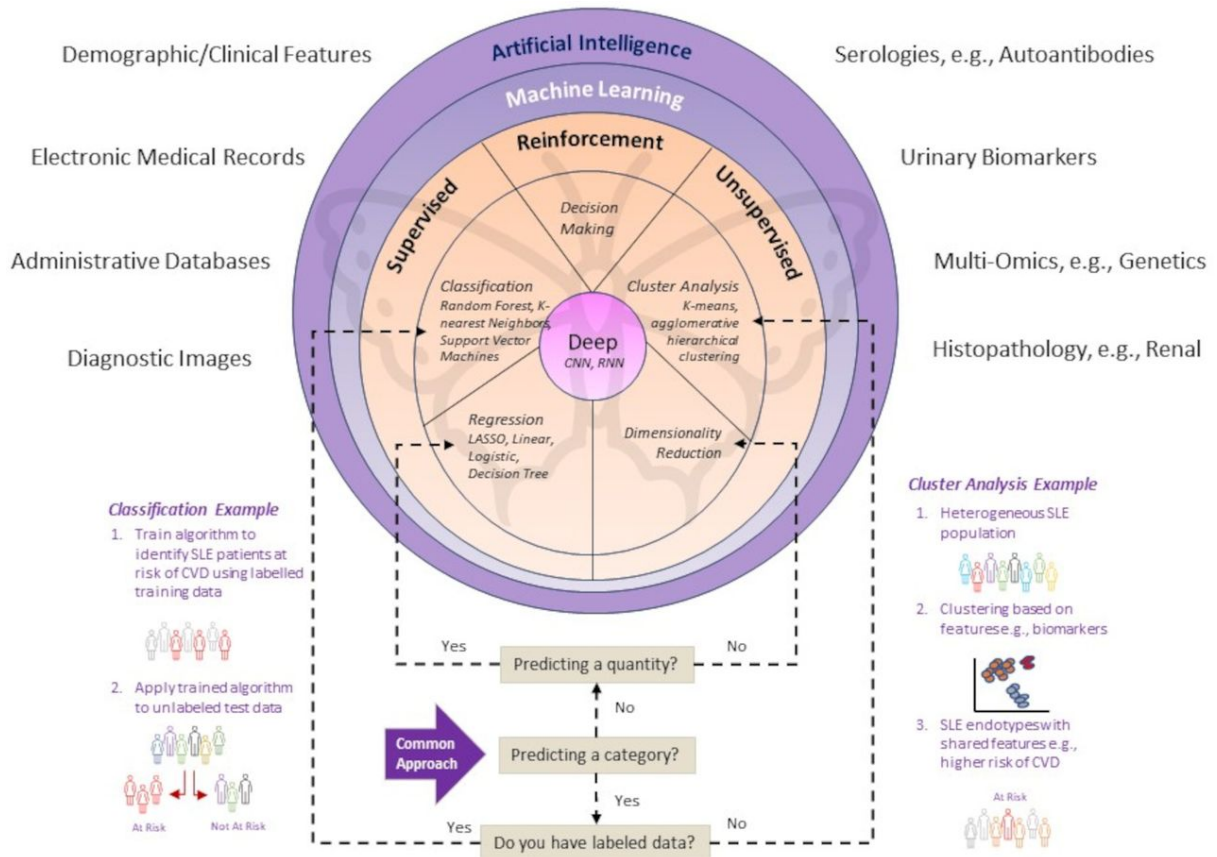 Artificial Intelligence
Machine Learning
Reinforcement
Supervised
Unsupervised
Demographic/Clinical Features
Electronic Medical Records
Administrative Databases
Diagnostic Images
Serologies, e.g., Autoantibodies
Urinary Biomarkers
Multi-Omics, e.g., Genetics
Histopathology, e.g., Renal
Decision
Making
Classification
Random Forest, K-
nearest Neighbors,
Support Vector
Machines
Cluster Analysis
K-means,
agglomerative
hierarchical
clustering
Deep
CNN, RNN
Regression
LASSO, Linear,
Logistic,
Decision Tree
Dimensionality
Reduction
Classification Example
1. Train algorithm to
identify SLE patients at
risk of CVD using labelled
training data
2. Apply trained algorithm
to unlabeled test data
At Risk
Not At Risk
Cluster Analysis Example
1. Heterogeneous SLE
population
2. Clustering based on
features e.g., biomarkers
3. SLE endotypes with
shared features e.g.,
higher risk of CVD
At Risk
Yes
Predicting a quantity?
No
No
Common
Approach
Predicting a category?
Yes
Yes
Do you have labeled data?
No